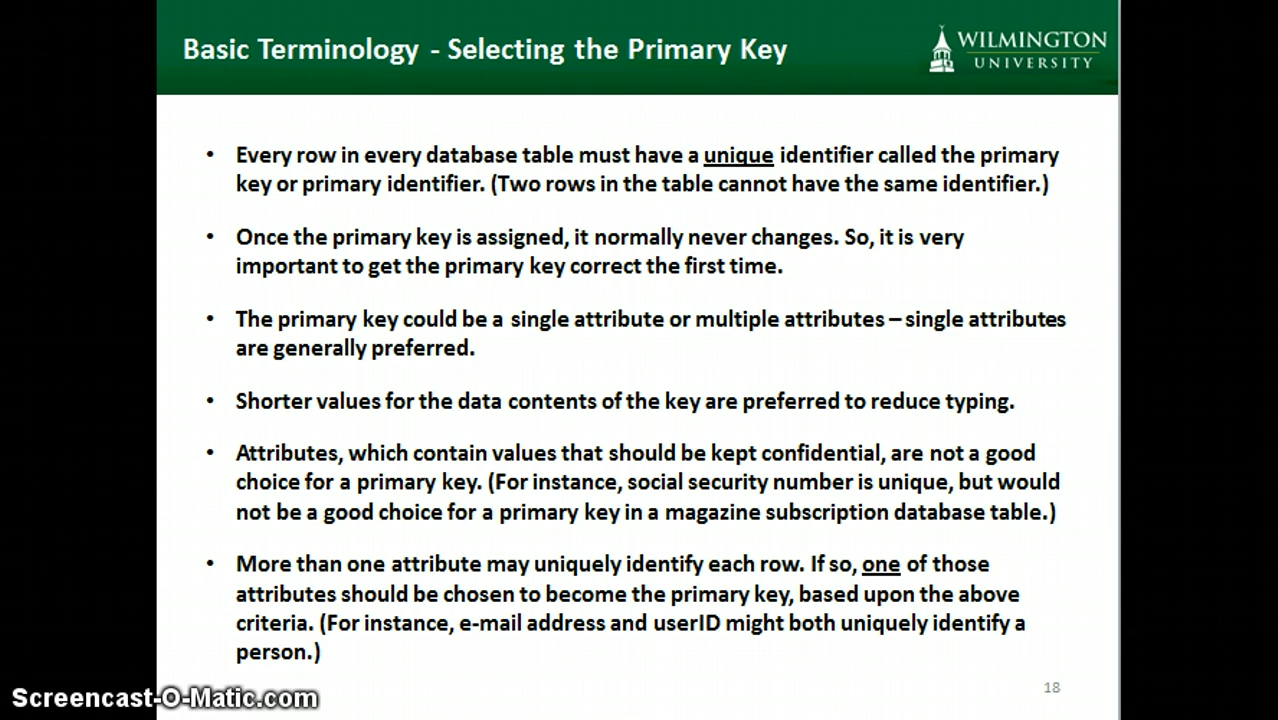 Basic Terminology - Selecting the Primary Key
WILMINGTON
UNIVERSITY
• Every row in every database table must have a unique identifier called the primary
key or primary identifier. (Two rows in the table cannot have the same identifier.)
• Once the primary key is assigned, it normally never changes. So, it is very
important to get the primary key correct the first time.
• The primary key could be a single attribute or multiple attributes – single attributes
are generally preferred.
• Shorter values for the data contents of the key are preferred to reduce typing.
• Attributes, which contain values that should be kept confidential, are not a good
choice for a primary key. (For instance, social security number is unique, but would
not be a good choice for a primary key in a magazine subscription database table.)
• More than one attribute may uniquely identify each row. If so, one of those
attributes should be chosen to become the primary key, based upon the above
criteria. (For instance, e-mail address and userID might both uniquely identify a
person.)
18
Screencast-O-Matic.com